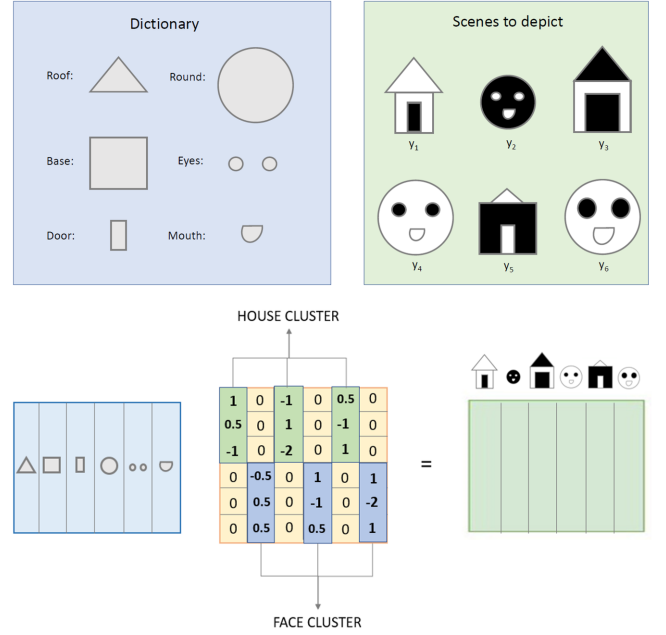 Dictionary
Scenes to depict
Roof:
Round:
y1
y2
y3
Base:
Eyes:
Door:
Mouth:
y4
y5
y6
HOUSE CLUSTER
1 0 -1 0 0.5 0
0.5 0 1 0 -1 0
-1 0 -2 0 1 0
=
0 -0.5 0 1 0 1
0 0.5 0 -1 0 -2
0 0.5 0 0.5 0 1
FACE CLUSTER